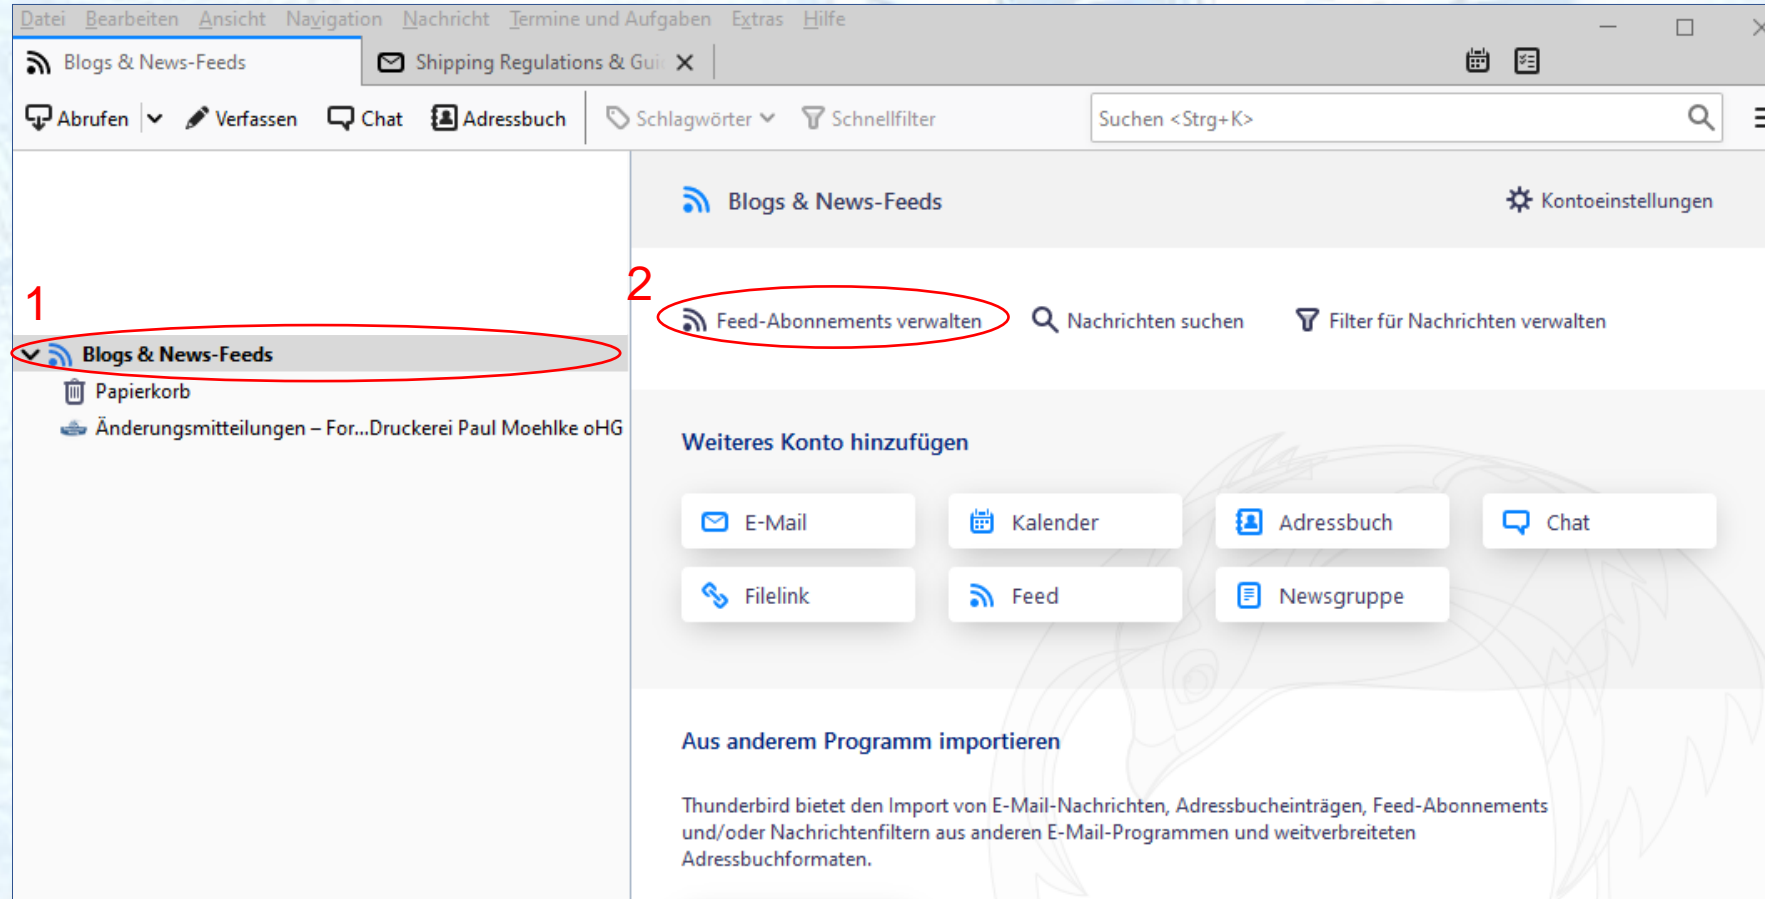 Datei Bearbeiten Ansicht Navigation Nachricht Termine und Aufgaben Extras Hilfe
Blogs & News-Feeds
Shipping Regulations & Gui
Abrufen Verfassen Chat Adressbuch Schlagwörter Schnellfilter
Suchen <Strg+K>
Blogs & News-Feeds
Kontoeinstellungen
1
2
Feed-Abonnements verwalten
Nachrichten suchen
Filter für Nachrichten verwalten
Blogs & News-Feeds
Papierkorb
Änderungsmitteilungen – For...Druckerei Paul Moehlke oHG
Weiteres Konto hinzufügen
E-Mail
Kalender
Adressbuch
Chat
Filelink
Feed
Newsgruppe
Aus anderem Programm importieren
Thunderbird bietet den Import von E-Mail-Nachrichten, Adressbucheinträgen, Feed-Abonnements
und/oder Nachrichtenfiltern aus anderen E-Mail-Programmen und weitverbreiteten
Adressbuchformaten.